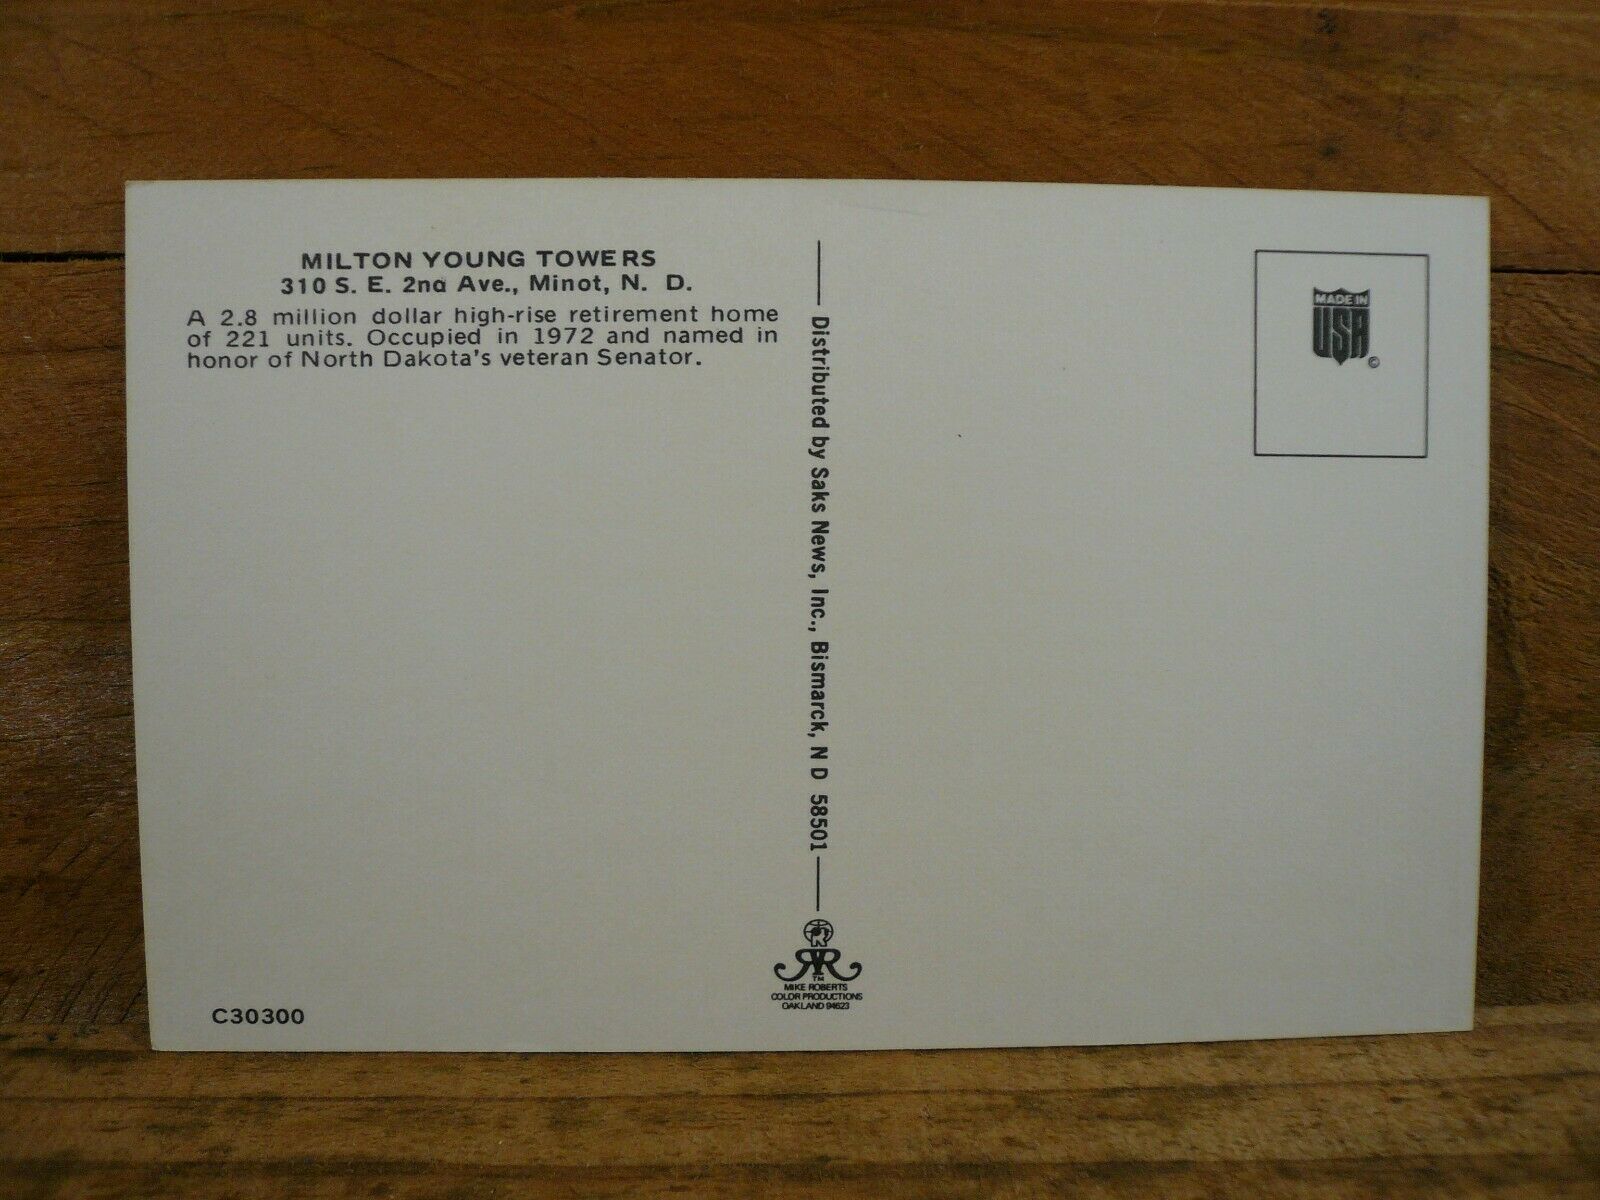 MILTON YOUNG TOWERS
310 S. E. 2nd Ave., Minot, N. D.
A 2.8 million dollar high-rise retirement home
of 221 units. Occupied in 1972 and named in
honor of North Dakota's veteran Senator.
C30300
Distributed by Saks News, Inc., Bismarck, N D 58501
R
TM
MIKE ROBERTS
COLOR PRODUCTIONS
OAKLAND 94623
MADE IN
USA
©